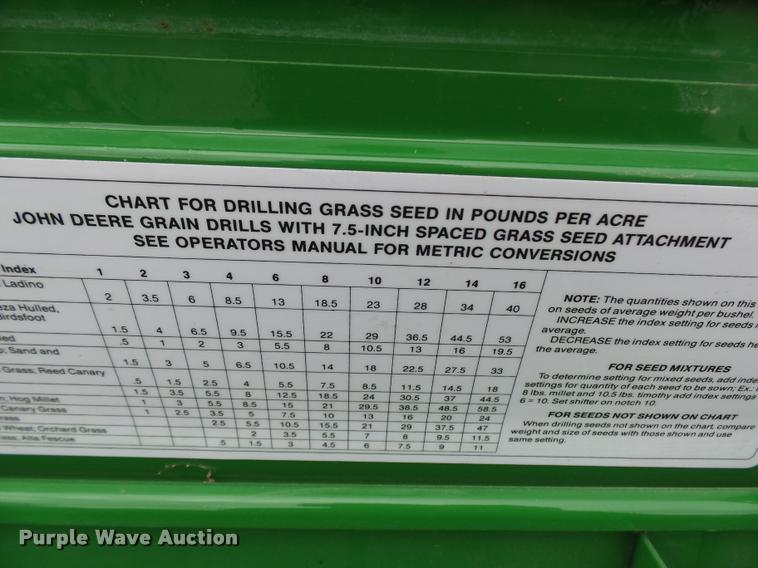 CHART FOR DRILLING GRASS SEED IN POUNDS PER ACRE
JOHN DEERE GRAIN DRILLS WITH 7.5-INCH SPACED GRASS SEED ATTACHMENT
SEE OPERATORS MANUAL FOR METRIC CONVERSIONS
Index 1 2 3 4 6 8 10 12 14 16
Ladino
2 3.5 6 8.5 13 18.5 23 28 34 40
Hulled,
Birdsfoot
1.5 4 6.5 9.5 15.5 22 29 36.5 44.5 53
.5 1 2 3 5.5 8 10.5 13 16 19.5
Sand and
1.5 3 5 6.5 10.5 14 18 22.5 27.5 33
Grass; Reed Canary
.5 1.5 2.5 4 5.5 7.5 8.5 11.5 14.5 18
Hog Millet 1.5 3.5 5.5 8 12.5 18.5 24 30.5 37 44.5
Canary Grass 1 3 5.5 8.5 15 21 29.5 38.5 48.5 58.5
1 2.5 3.5 5 7.5 10 13 16 20 24
Wheat, Orchard Grass 2.5 5.5 10.5 15.5 21 29 37.5 47
Alta Fescue 2 3.5 5.5 7 8 9.5 11.5
.5 1.5 3 4.5 6 7.5 9 11
NOTE: The quantities shown on this
on seeds of average weight per bushel.
INCREASE the index setting for seeds
average.
DECREASE the index setting for seeds
the average.
FOR SEED MIXTURES
To determine setting for mixed seeds, add index
settings for quantity of each seed to be sown; Ex.:
8 lbs. millet and 10.5 lbs. timothy add index settings
6 = 10. Set shifter on notch 10.
FOR SEEDS NOT SHOWN ON CHART
When drilling seeds not shown on the chart, compare
weight and size of seeds with those shown and use
same setting.
Purple Wave Auction